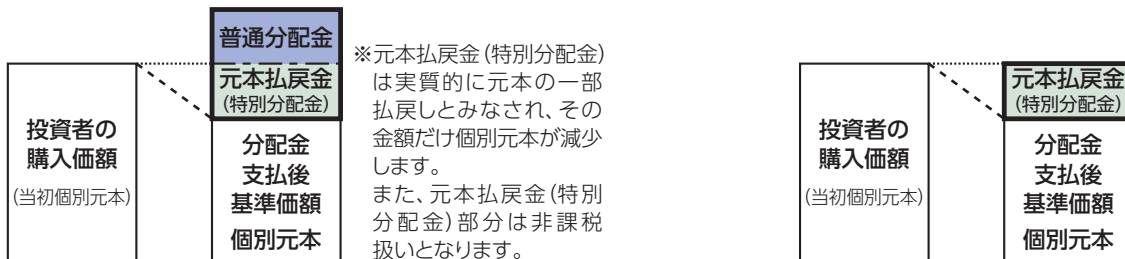 普通分配金
元本払戻金
(特別分配金)
投資者の
購入価額
(当初個別元本)
分配金
支払後
基準価額
個別元本
※元本払戻金(特別分配金)
は実質的に元本の一部
払戻しとみなされ、その
金額だけ個別元本が減少
します。
また、元本払戻金(特別
分配金)部分は非課税
扱いとなります。
投資者の
購入価額
(当初個別元本)
元本払戻金
(特別分配金)
分配金
支払後
基準価額
個別元本